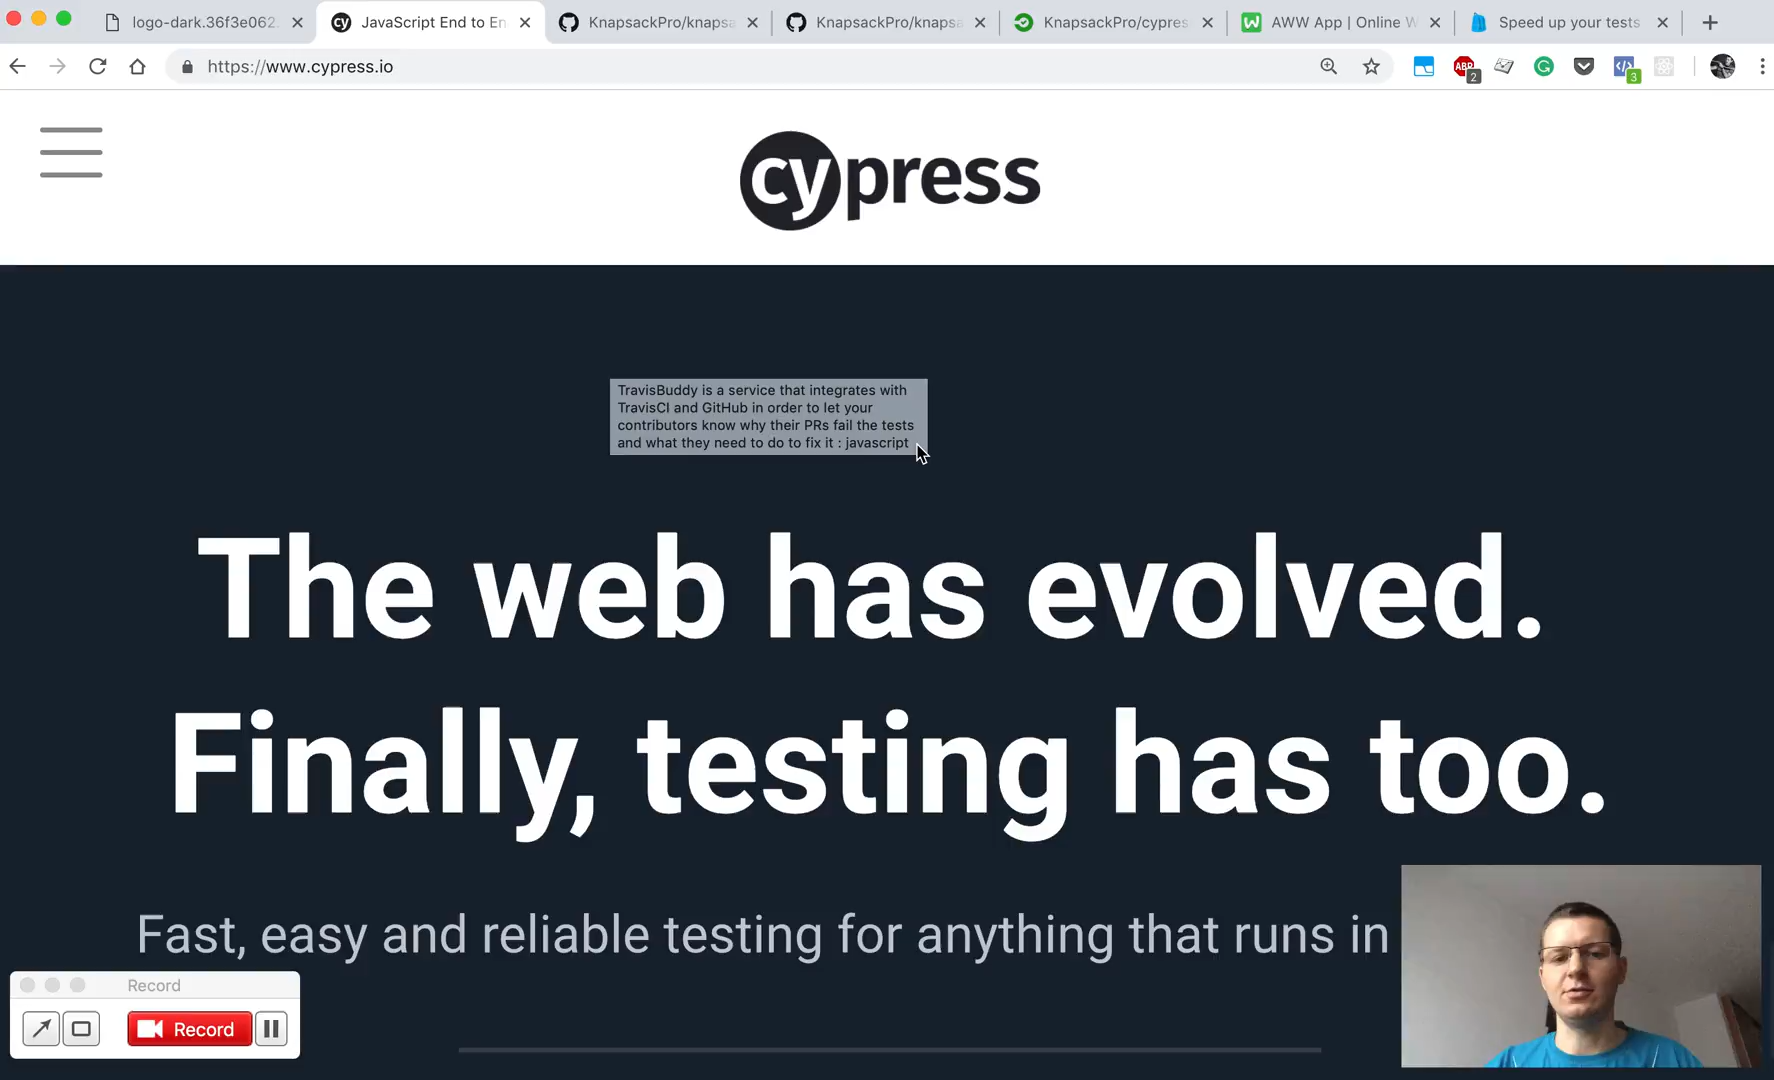 logo-dark.36f3e062
JavaScript End to En
KnapsackPro/knapsa
KnapsackPro/knapsa
KnapsackPro/cypres
AWW App | Online W
Speed up your tests
https://www.cypress.io
ABP
2
3
cypress
TravisBuddy is a service that integrates with
TravisCI and GitHub in order to let your
contributors know why their PRs fail the tests
and what they need to do to fix it : javascript
The web has evolved.
Finally, testing has too.
Fast, easy and reliable testing for anything that runs in
Record
Record